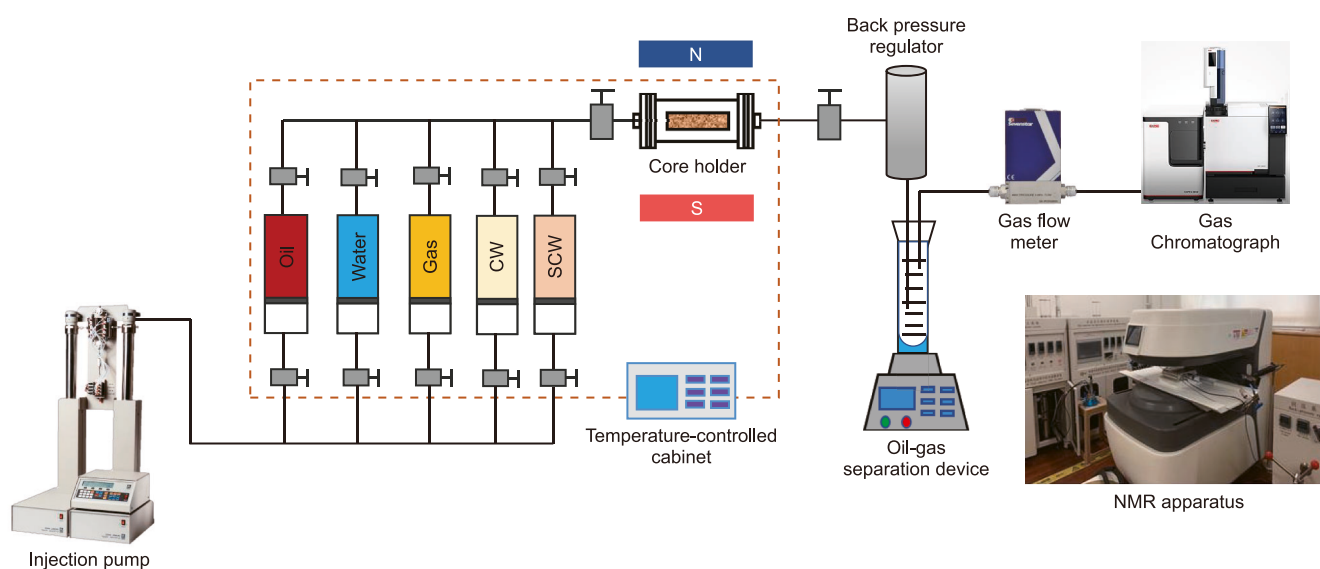 Back pressure
regulator
N
Core holder
S
Gas flow
meter
Gas
Chromatograph
Oil
Water
Gas
CW
SCW
Temperature-controlled
cabinet
Oil-gas
separation device
NMR apparatus
Injection pump